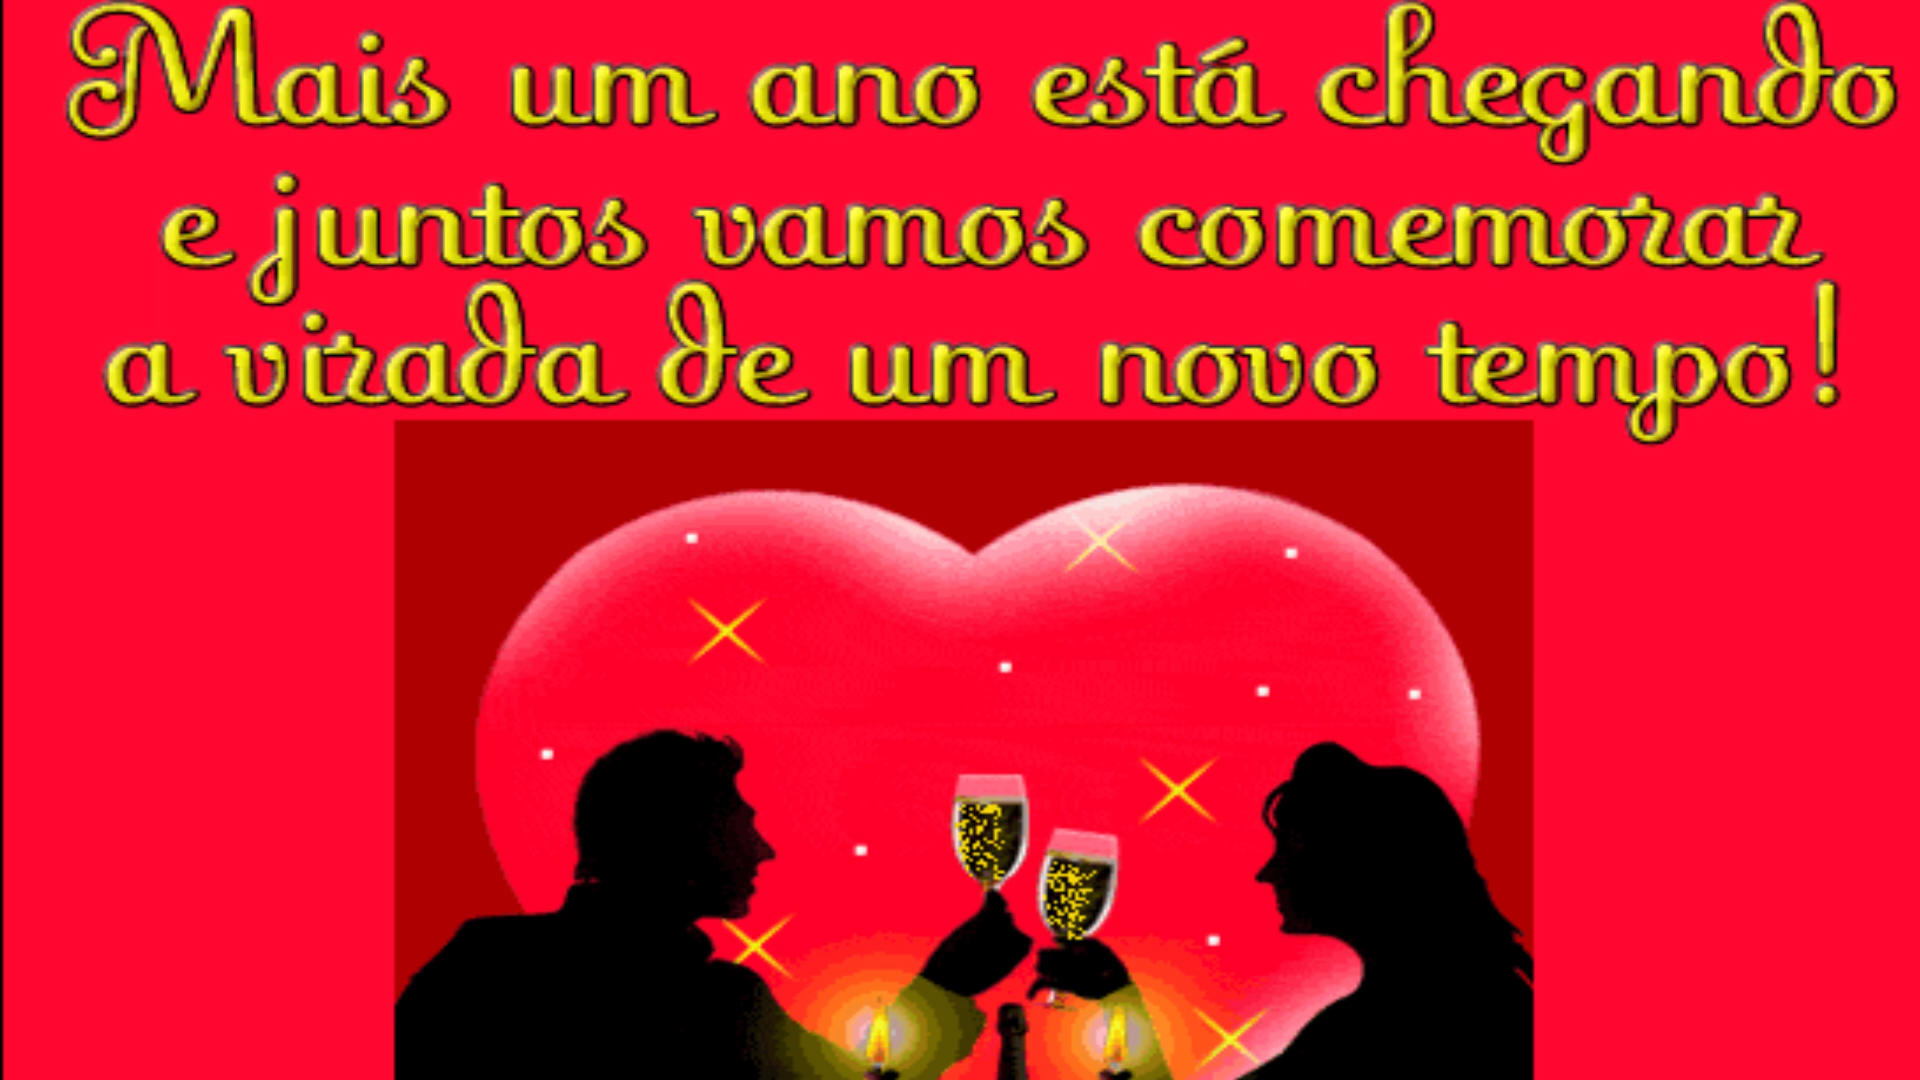 Mais um ano está chegando
e juntos vamos comemorar
a virada de um novo tempo!